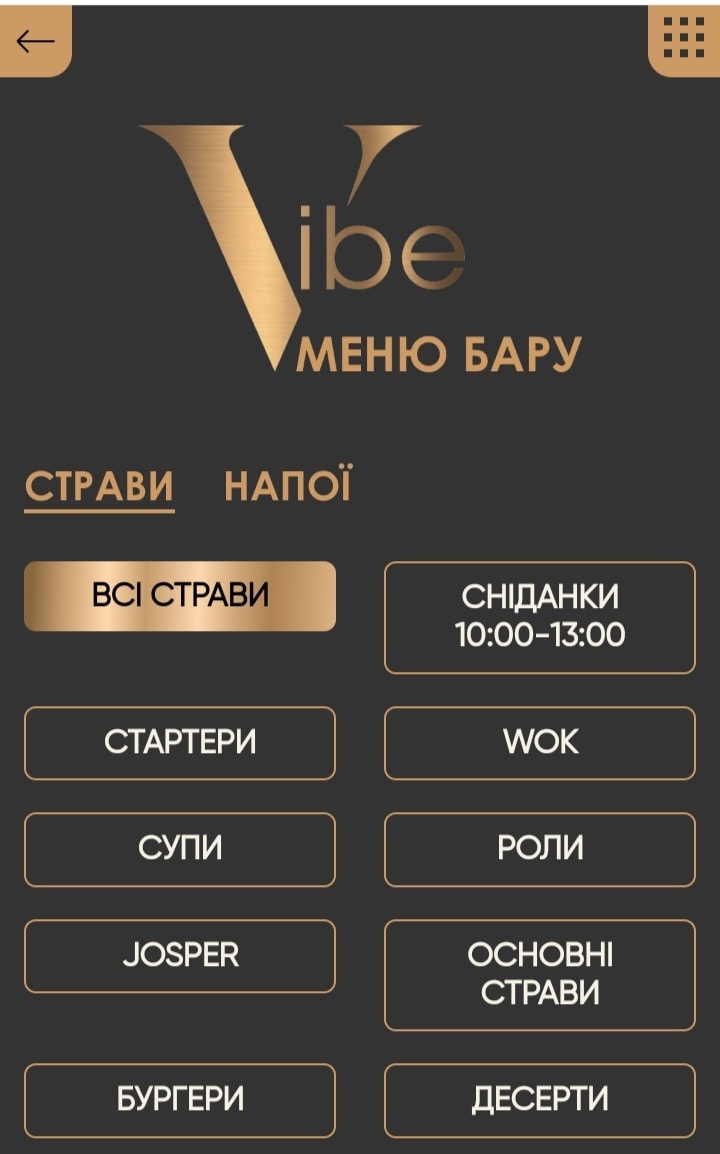 Vibe
МЕНЮ БАРУ
СТРАВИ НАПОЇ
ВСІ СТРАВИ
СНІДАНКИ
10:00-13:00
СТАРТЕРИ
WOK
СУПИ
РОЛИ
JOSPER
ОСНОВНІ
СТРАВИ
БУРГЕРИ
ДЕСЕРТИ